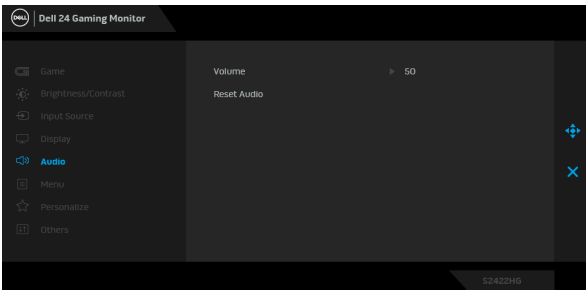 DELL Dell 24 Gaming Monitor
Game
Brightness/Contrast
Input Source
Display
Audio
Menu
Personalize
Others
Volume 50
Reset Audio
S2422HG